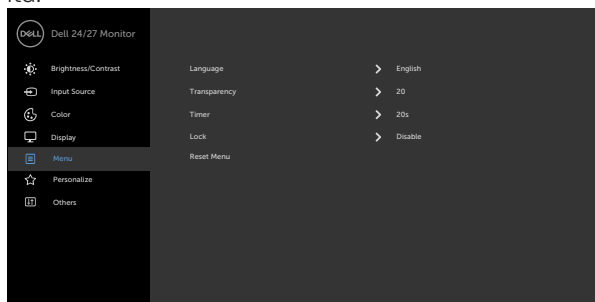 DELL Dell 24/27 Monitor
Brightness/Contrast
Input Source
Color
Display
Menu
Personalize
Others
Language English
Transparency 20
Timer 20s
Lock Disable
Reset Menu